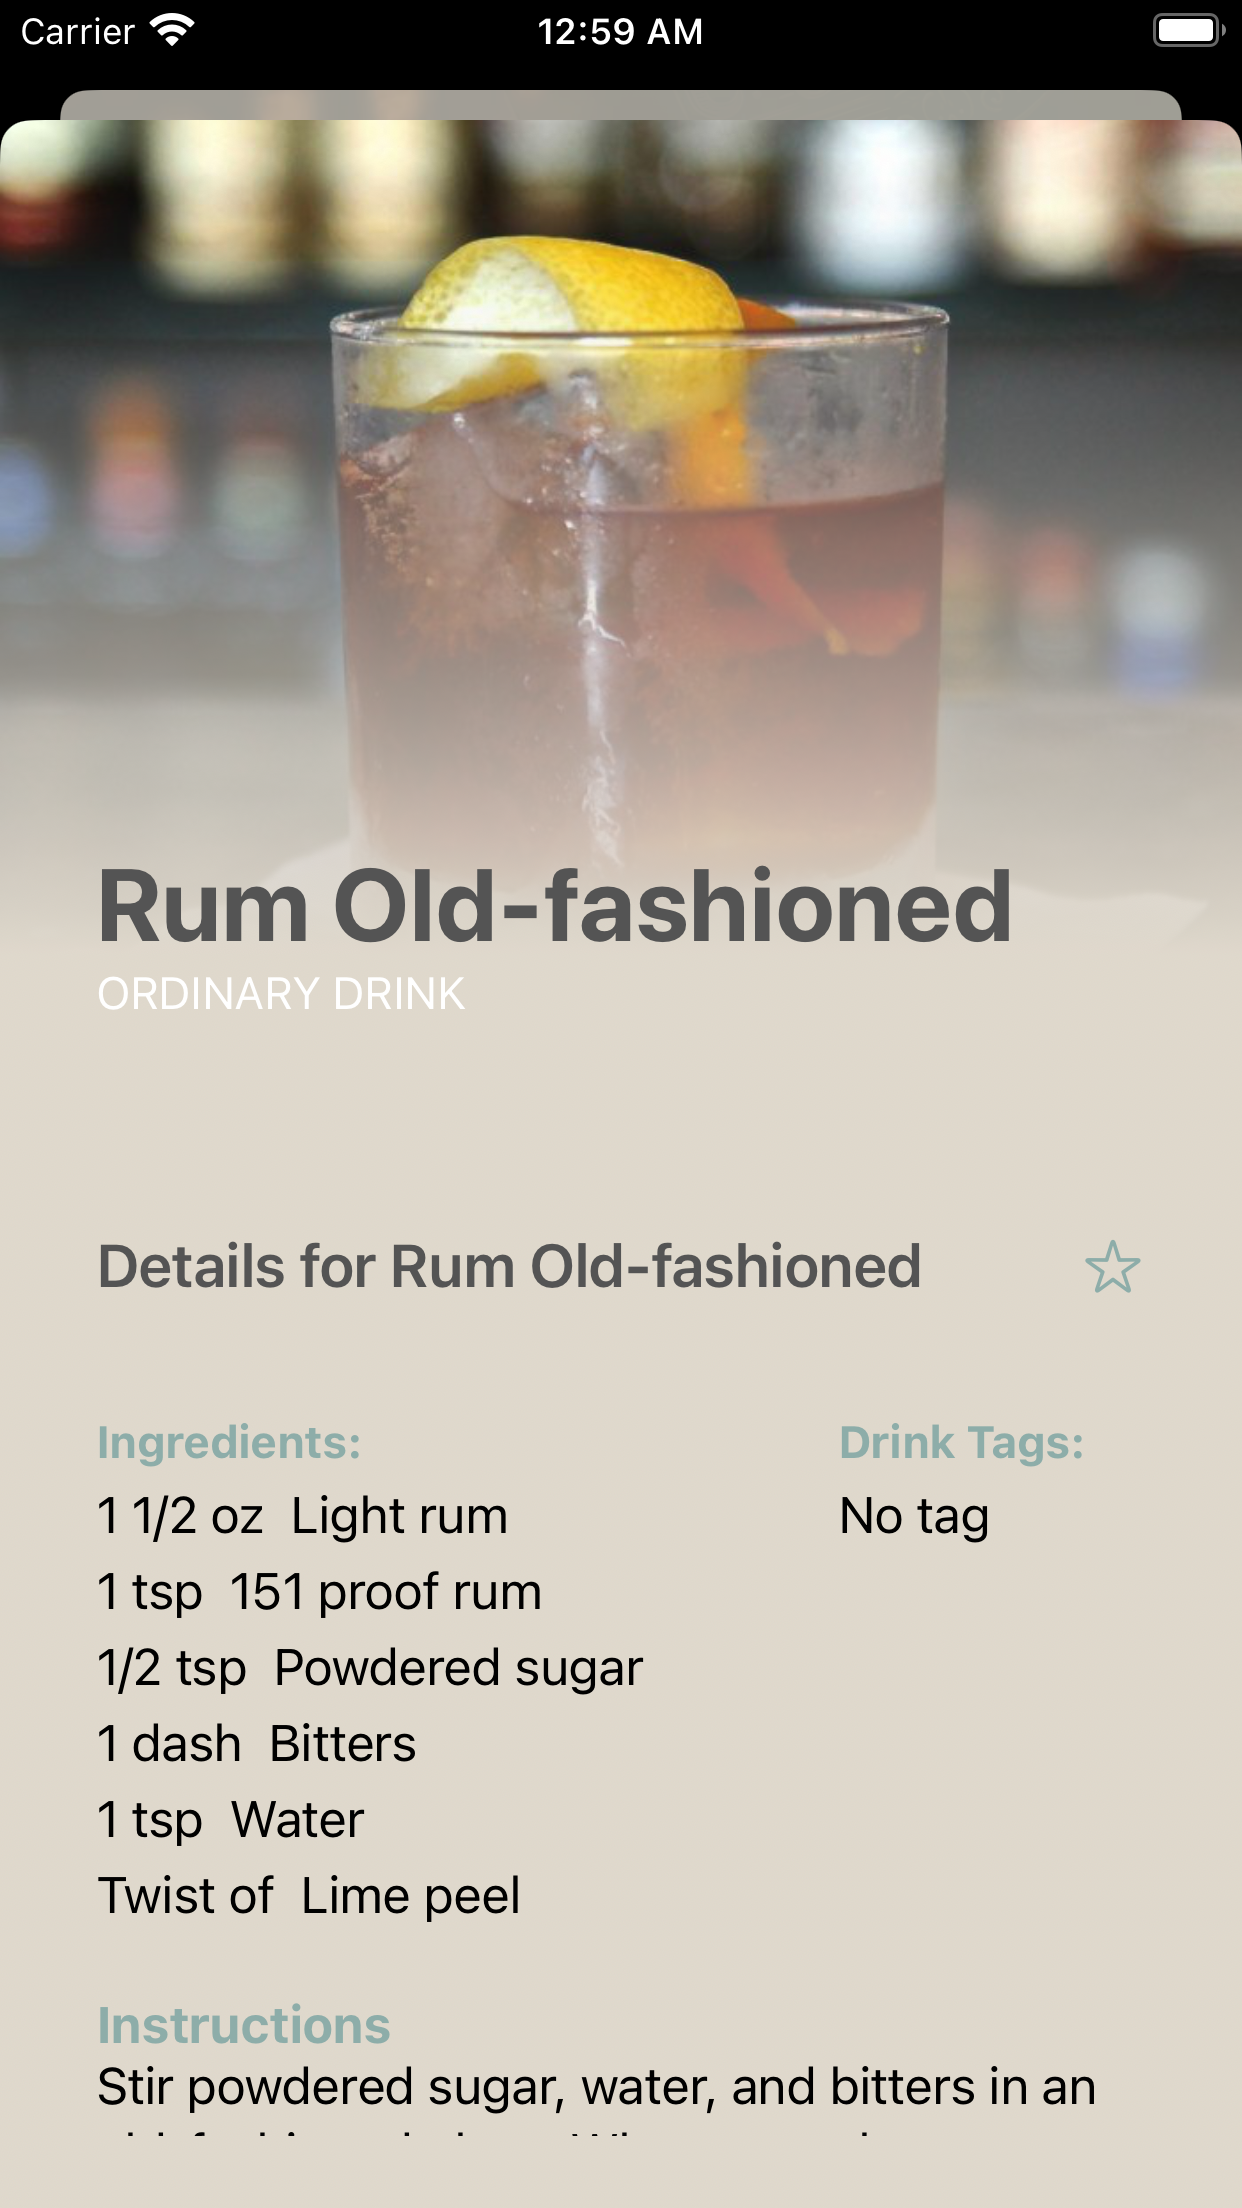 Carrier 12:59 AM
Rum Old-fashioned
ORDINARY DRINK
Details for Rum Old-fashioned
Ingredients:
1 1/2 oz Light rum
1 tsp 151 proof rum
1/2 tsp Powdered sugar
1 dash Bitters
1 tsp Water
Twist of Lime peel
Drink Tags:
No tag
Instructions
Stir powdered sugar, water, and bitters in an